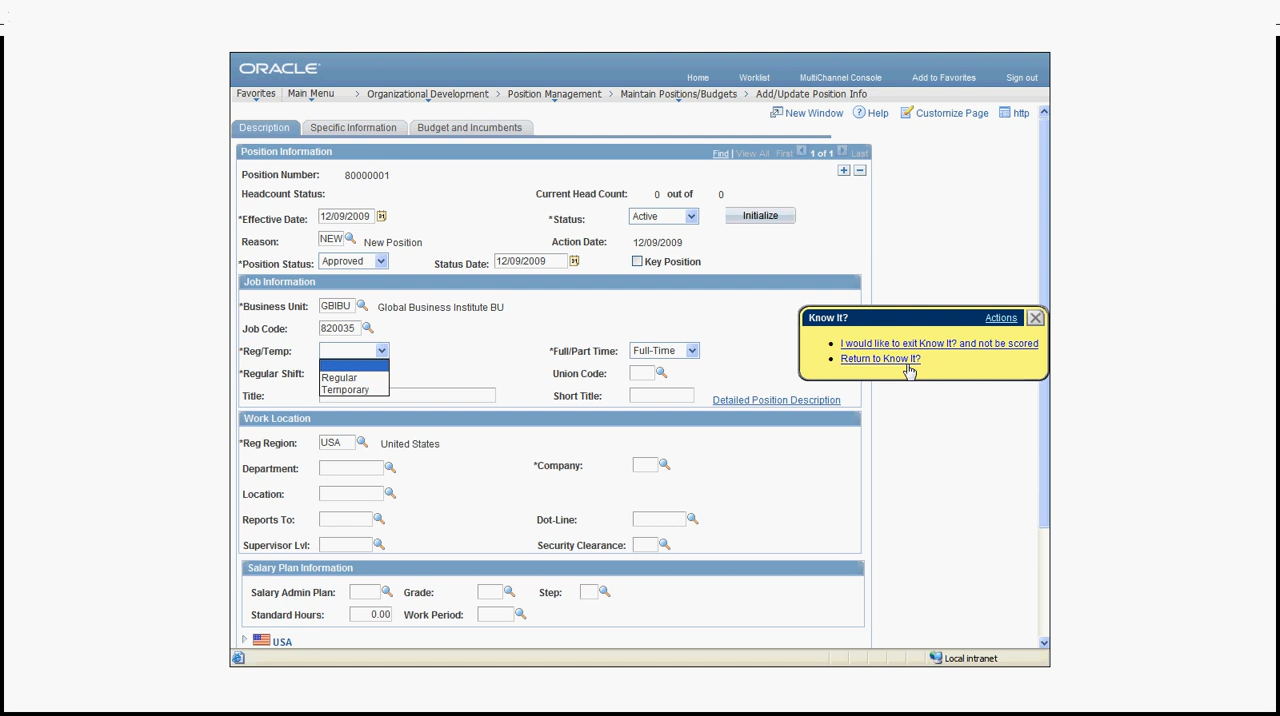 ORACLE
Home Worklist MultiChannel Console Add to Favorites Sign out
Favorites Main Menu > Organizational Development > Position Management > Maintain Positions/Budgets > Add/Update Position Info
New Window Help Customize Page http
Description Specific Information Budget and Incumbents
Position Information Find | View All First 1 of 1 Last
Position Number: 80000001
Headcount Status: Current Head Count: 0 out of 0
*Effective Date: 12/09/2009 *Status: Active Initialize
Reason: NEW New Position Action Date: 12/09/2009
*Position Status: Approved Status Date: 12/09/2009 Key Position
Job Information
*Business Unit: GBIBU Global Business Institute BU
Job Code: 820035
*Reg/Temp: *Full/Part Time: Full-Time
*Regular Shift: Regular Union Code:
Temporary
Title: Short Title: Detailed Position Description
Know It? Actions
• I would like to exit Know It? and not be scored
• Return to Know It?
Work Location
*Reg Region: USA United States
Department: *Company:
Location:
Reports To: Dot-Line:
Supervisor Lvl: Security Clearance:
Salary Plan Information
Salary Admin Plan: Grade: Step:
Standard Hours: 0.00 Work Period:
USA
Local intranet